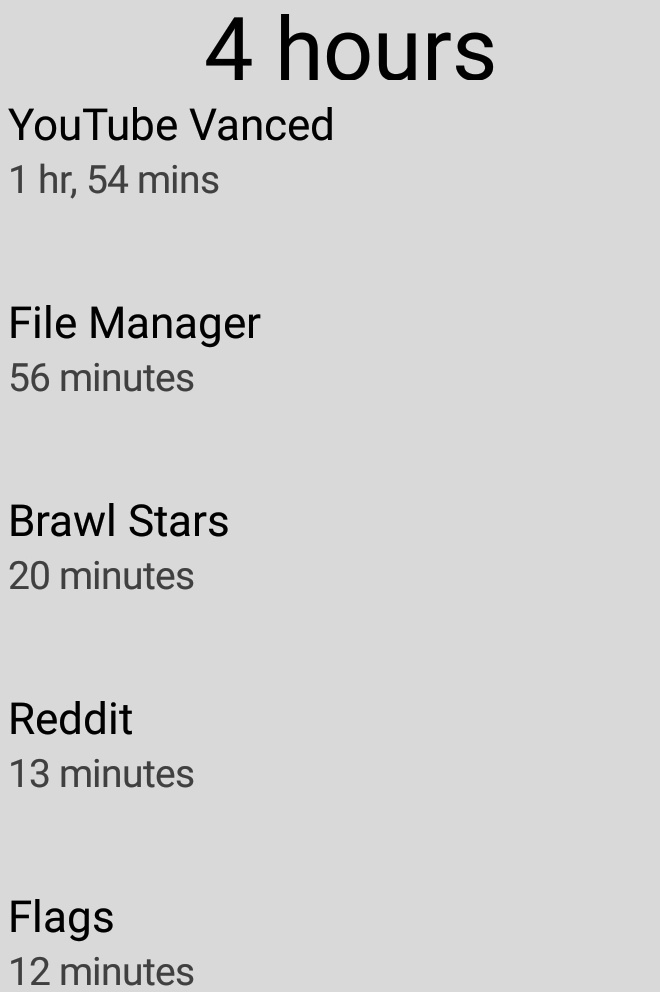 4 hours
YouTube Vanced
1 hr, 54 mins
File Manager
56 minutes
Brawl Stars
20 minutes
Reddit
13 minutes
Flags
12 minutes